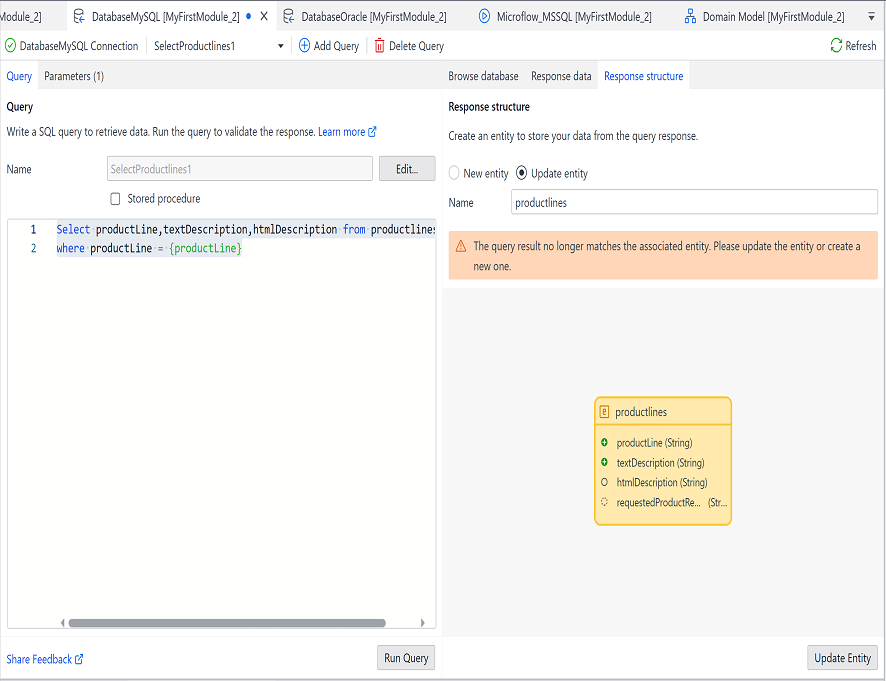 Module_2]
DatabaseMySQL [MyFirstModule_2]
DatabaseOracle [MyFirstModule_2]
Microflow_MSSQL [MyFirstModule_2]
Domain Model [MyFirstModule_2]
DatabaseMySQL Connection
SelectProductlines1
Add Query
Delete Query
Refresh
Query
Parameters (1)
Query
Write a SQL query to retrieve data. Run the query to validate the response. Learn more
Name
SelectProductlines1
Edit...
Stored procedure
1 Select productLine,textDescription,htmlDescription from productlines
2 where productLine = {productLine}
Share Feedback
Run Query
Browse database
Response data
Response structure
Response structure
Create an entity to store your data from the query response.
New entity
Update entity
Name
productlines
The query result no longer matches the associated entity. Please update the entity or create a
new one.
productlines
productLine (String)
textDescription (String)
htmlDescription (String)
requestedProductRe... (Str...
Update Entity